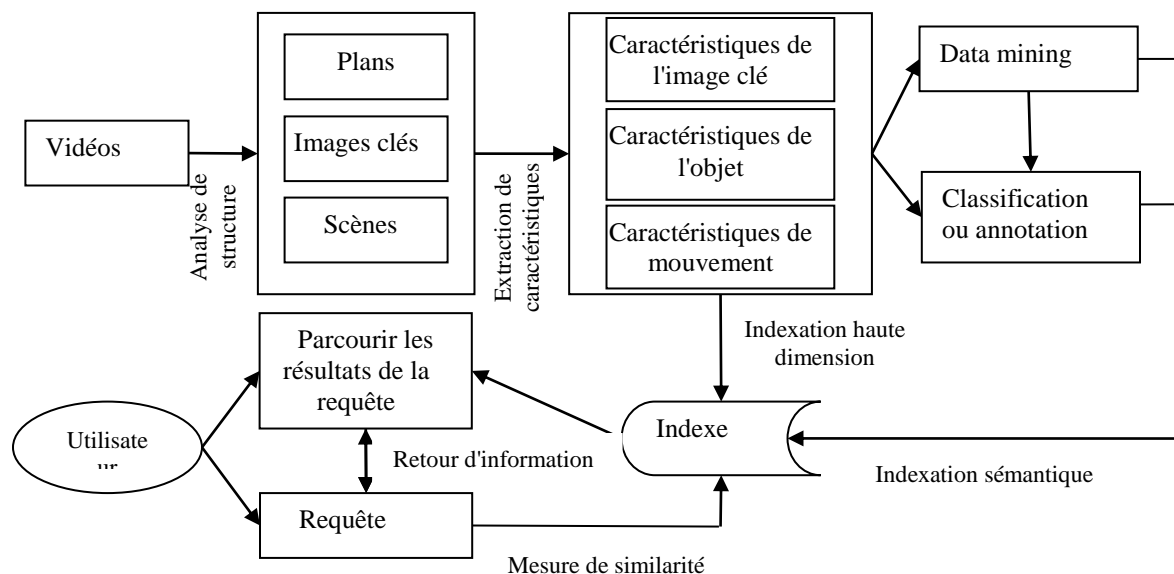 Vidéos
Analyse de
structure
Plans
Images clés
Scènes
Extraction de
caractéristiques
Caractéristiques de
l'image clé
Caractéristiques de
l'objet
Caractéristiques de
mouvement
Data mining
Classification
ou annotation
Indexation haute
dimension
Parcourir les
résultats de la
requête
Utilisate
ur
Retour d'information
Indexe
Indexation sémantique
Requête
Mesure de similarité